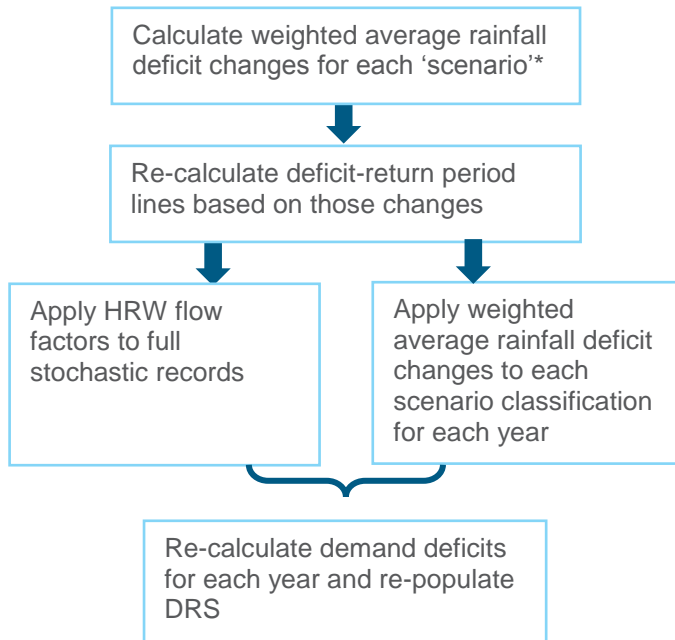 Calculate weighted average rainfall
deficit changes for each ‘scenario’*
Re-calculate deficit-return period
lines based on those changes
Apply HRW flow
factors to full
stochastic records
Apply weighted
average rainfall deficit
changes to each
scenario classification
for each year
Re-calculate demand deficits
for each year and re-populate
DRS